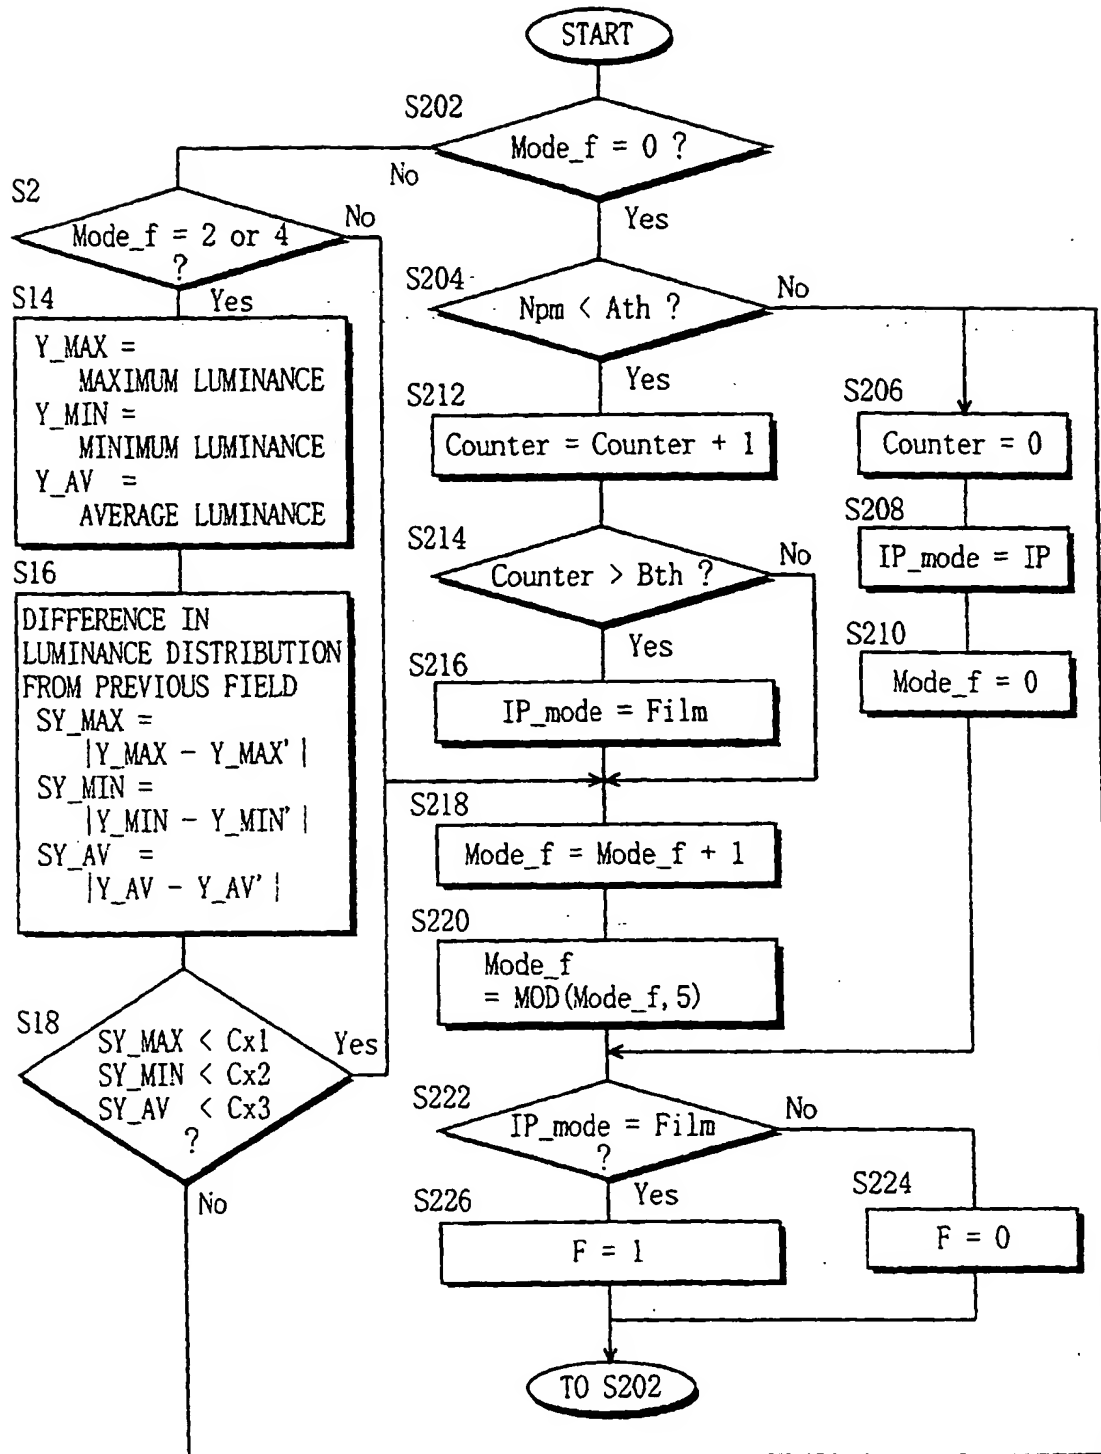 START
S202
Mode_f = 0 ?
No
Yes
S2
Mode_f = 2 or 4
?
No
Yes
S14
Y_MAX =
MAXIMUM LUMINANCE
Y_MIN =
MINIMUM LUMINANCE
Y_AV =
AVERAGE LUMINANCE
S16
DIFFERENCE IN
LUMINANCE DISTRIBUTION
FROM PREVIOUS FIELD
SY_MAX =
|Y_MAX - Y_MAX'|
SY_MIN =
|Y_MIN - Y_MIN'|
SY_AV =
|Y_AV - Y_AV'|
S18
SY_MAX < Cx1
SY_MIN < Cx2
SY_AV < Cx3
?
Yes
No
S204
Npm < Ath ?
No
Yes
S212
Counter = Counter + 1
S214
Counter > Bth ?
No
Yes
S216
IP_mode = Film
S206
Counter = 0
S208
IP_mode = IP
S210
Mode_f = 0
S218
Mode_f = Mode_f + 1
S220
Mode_f
= MOD(Mode_f, 5)
S222
IP_mode = Film
?
No
Yes
S226
F = 1
S224
F = 0
TO S202